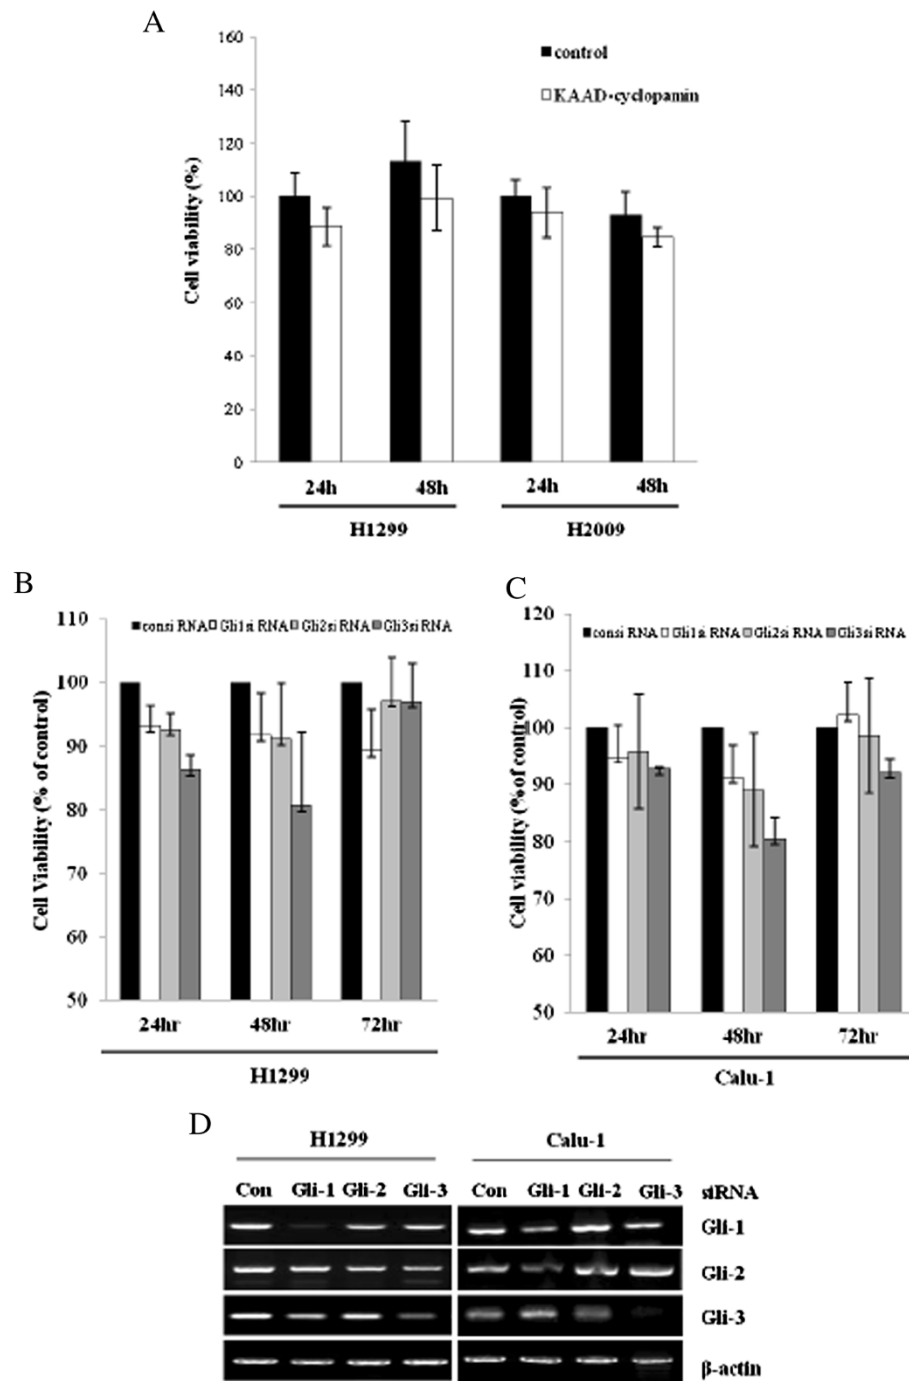 A
160
140
120
100
80
60
40
20
0
Cell viability (%)
control
KAAD-cyclopamin
24h 48h 24h 48h
H1299 H2009
B
110
100
90
80
70
60
50
Cell Viability (% of control)
consi RNA Gli1si RNA Gli2si RNA Gli3si RNA
24hr 48hr 72hr
H1299
C
120
110
100
90
80
70
60
50
Cell viability (% of control)
consi RNA Gli1si RNA Gli2si RNA Gli3si RNA
24hr 48hr 72hr
Calu-1
D
H1299 Calu-1
Con Gli-1 Gli-2 Gli-3 Con Gli-1 Gli-2 Gli-3 siRNA
Gli-1
Gli-2
Gli-3
β-actin